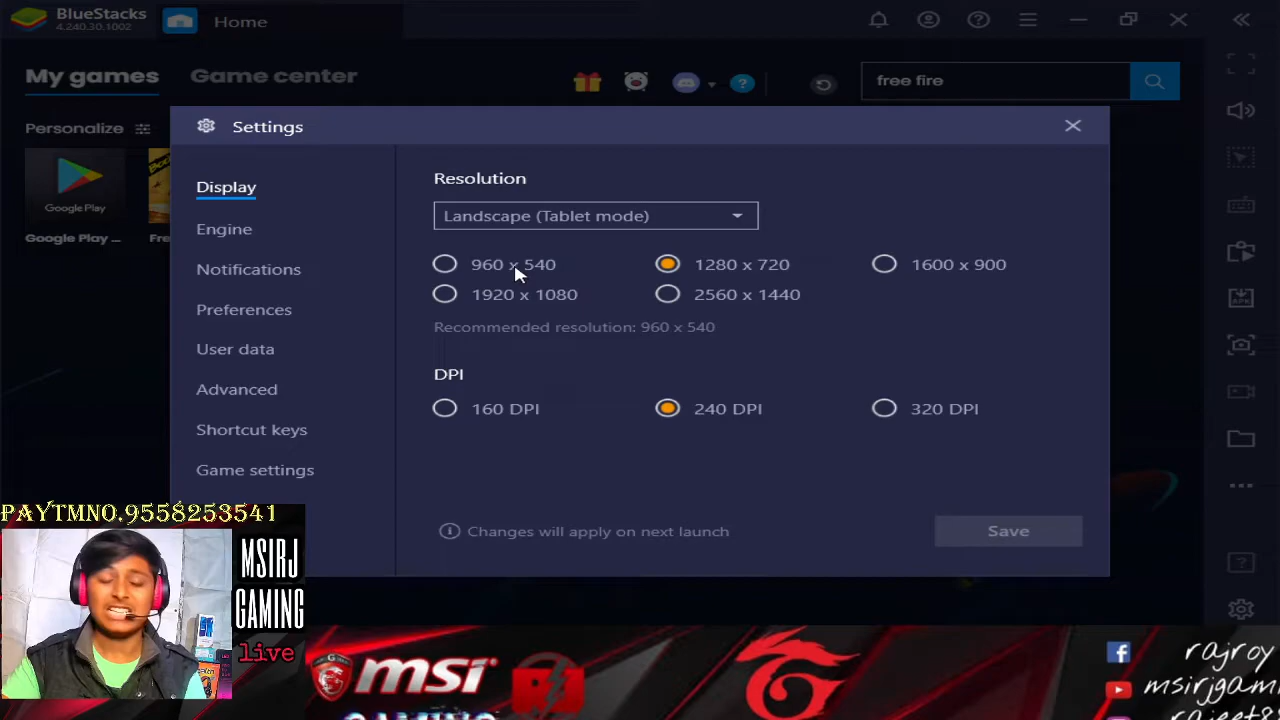 BlueStacks
4.240.30.1002
Home
My games
Game center
free fire
Personalize
Settings
Google Play
Google Play ...
Fre
Display
Engine
Notifications
Preferences
User data
Advanced
Shortcut keys
Game settings
Resolution
Landscape (Tablet mode)
960 x 540
1280 x 720
1600 x 900
1920 x 1080
2560 x 1440
Recommended resolution: 960 x 540
DPI
160 DPI
240 DPI
320 DPI
Changes will apply on next launch
Save
PAYTMNO.9558253541
MSIRJ
GAMING
live
msi
GAMING
rajroy
msirjgami